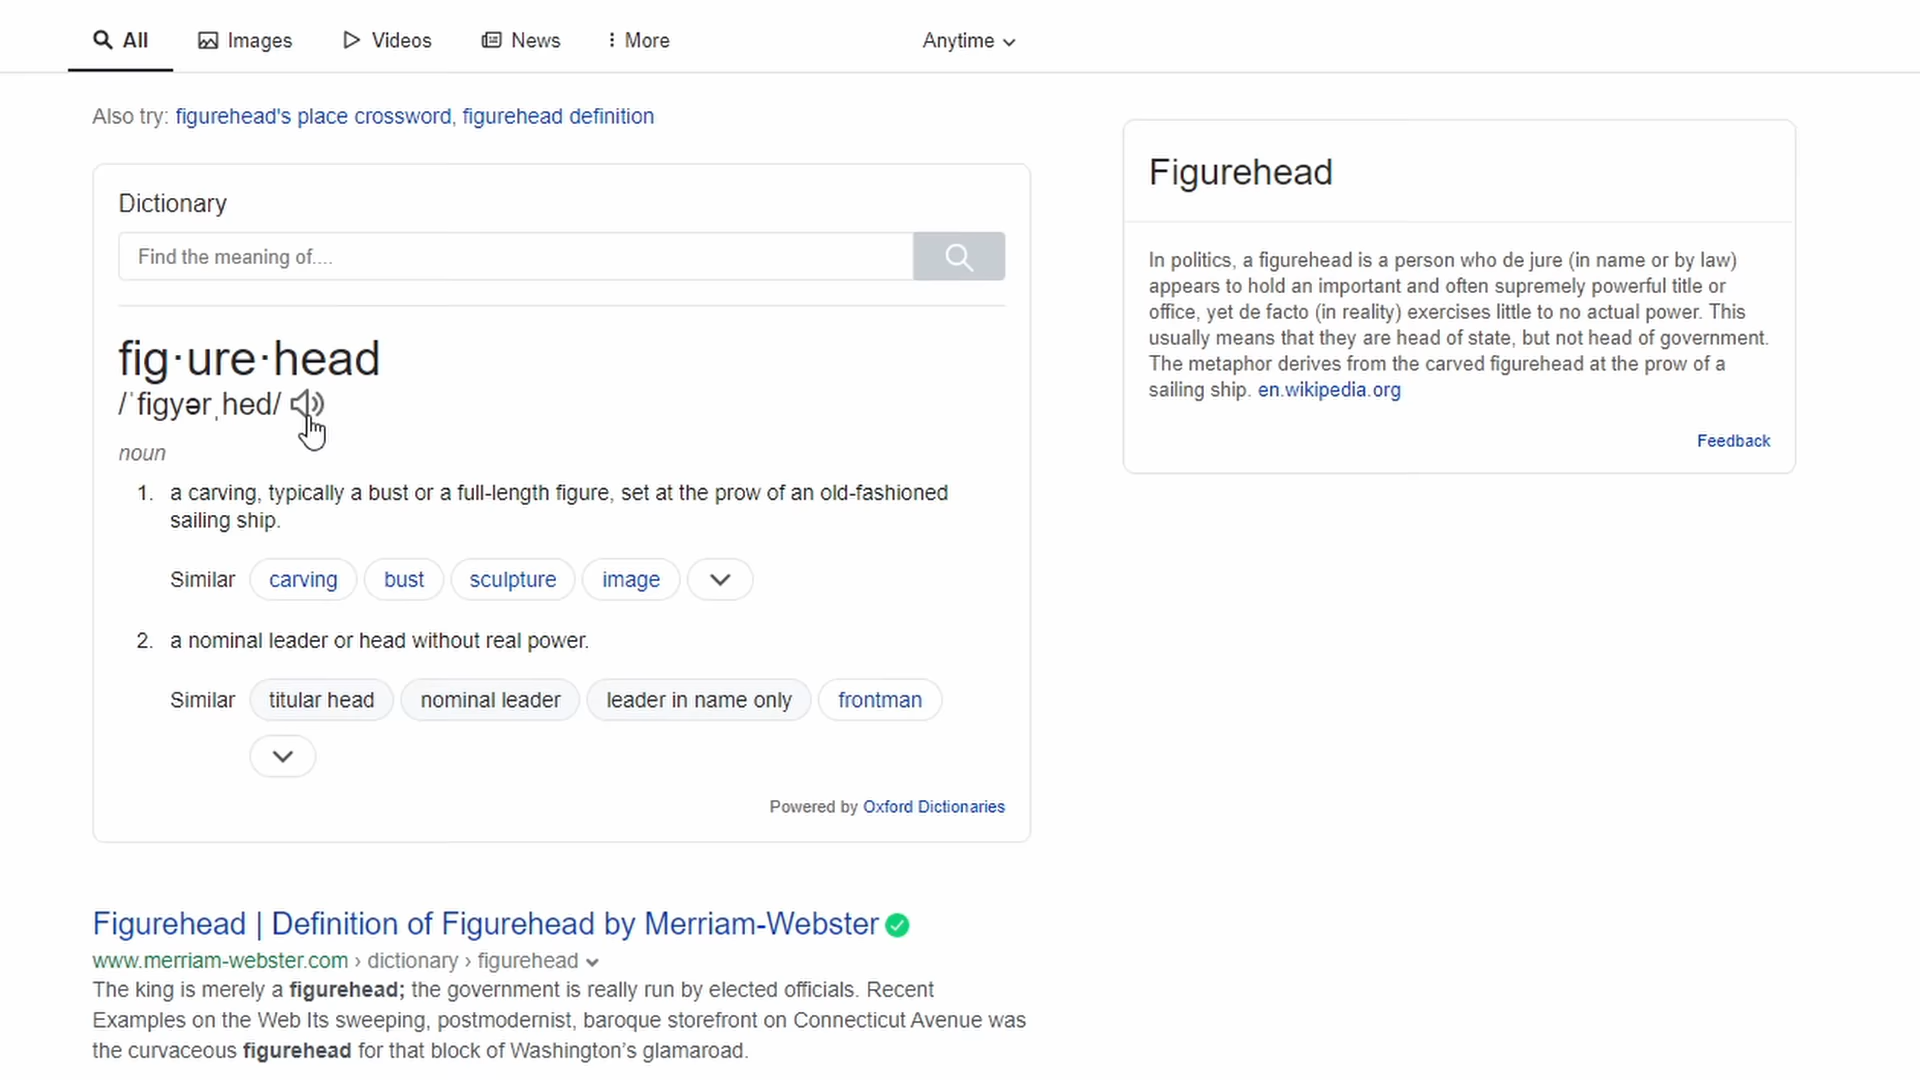 All
Images
Videos
News
More
Anytime
Also try: figurehead's place crossword, figurehead definition
Dictionary
Find the meaning of....
fig·ure·head
/ˈfigyərˌhed/
noun
1. a carving, typically a bust or a full-length figure, set at the prow of an old-fashioned
sailing ship.
Similar carving bust sculpture image
2. a nominal leader or head without real power.
Similar titular head nominal leader leader in name only frontman
Powered by Oxford Dictionaries
Figurehead | Definition of Figurehead by Merriam-Webster
www.merriam-webster.com › dictionary › figurehead
The king is merely a figurehead; the government is really run by elected officials. Recent
Examples on the Web Its sweeping, postmodernist, baroque storefront on Connecticut Avenue was
the curvaceous figurehead for that block of Washington's glamaroad.
Figurehead
In politics, a figurehead is a person who de jure (in name or by law)
appears to hold an important and often supremely powerful title or
office, yet de facto (in reality) exercises little to no actual power. This
usually means that they are head of state, but not head of government.
The metaphor derives from the carved figurehead at the prow of a
sailing ship. en.wikipedia.org
Feedback